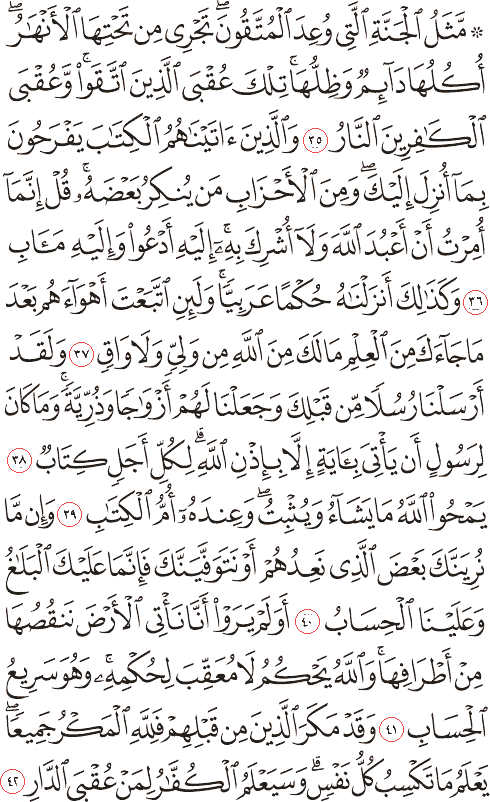 ۞ مَّثَلُ ٱلْجَنَّةِ ٱلَّتِى وُعِدَ ٱلْمُتَّقُونَ ۖ تَجْرِى مِن تَحْتِهَا ٱلْأَنْهَٰرُ ۖ
أُكُلُهَا دَآئِمٌ وَظِلُّهَا ۚ تِلْكَ عُقْبَى ٱلَّذِينَ ٱتَّقَوا۟ ۖ وَّعُقْبَى
ٱلْكَٰفِرِينَ ٱلنَّارُ ٣٥ وَٱلَّذِينَ ءَاتَيْنَٰهُمُ ٱلْكِتَٰبَ يَفْرَحُونَ
بِمَآ أُنزِلَ إِلَيْكَ ۖ وَمِنَ ٱلْأَحْزَابِ مَن يُنكِرُ بَعْضَهُۥ ۚ قُلْ إِنَّمَآ
أُمِرْتُ أَنْ أَعْبُدَ ٱللَّهَ وَلَآ أُشْرِكَ بِهِۦٓ ۚ إِلَيْهِ أَدْعُوا۟ وَإِلَيْهِ مَـَٔابِ
٣٦ وَكَذَٰلِكَ أَنزَلْنَٰهُ حُكْمًا عَرَبِيًّا ۚ وَلَئِنِ ٱتَّبَعْتَ أَهْوَآءَهُم بَعْدَ
مَا جَآءَكَ مِنَ ٱلْعِلْمِ مَا لَكَ مِنَ ٱللَّهِ مِن وَلِىٍّ وَلَا وَاقٍ ٣٧ وَلَقَدْ
أَرْسَلْنَا رُسُلًا مِّن قَبْلِكَ وَجَعَلْنَا لَهُمْ أَزْوَٰجًا وَذُرِّيَّةً ۚ وَمَا كَانَ
لِرَسُولٍ أَن يَأْتِىَ بِـَٔايَةٍ إِلَّا بِإِذْنِ ٱللَّهِ ۗ لِكُلِّ أَجَلٍ كِتَابٌ ٣٨
يَمْحُوا۟ ٱللَّهُ مَا يَشَآءُ وَيُثْبِتُ ۖ وَعِندَهُۥٓ أُمُّ ٱلْكِتَٰبِ ٣٩ وَإِن مَّا
نُرِيَنَّكَ بَعْضَ ٱلَّذِى نَعِدُهُمْ أَوْ نَتَوَفَّيَنَّكَ فَإِنَّمَا عَلَيْكَ ٱلْبَلَٰغُ
وَعَلَيْنَا ٱلْحِسَابُ ٤٠ أَوَلَمْ يَرَوْا۟ أَنَّا نَأْتِى ٱلْأَرْضَ نَنقُصُهَا
مِنْ أَطْرَافِهَا ۚ وَٱللَّهُ يَحْكُمُ لَا مُعَقِّبَ لِحُكْمِهِۦ ۚ وَهُوَ سَرِيعُ
ٱلْحِسَابِ ٤١ وَقَدْ مَكَرَ ٱلَّذِينَ مِن قَبْلِهِمْ فَلِلَّهِ ٱلْمَكْرُ جَمِيعًا ۖ
يَعْلَمُ مَا تَكْسِبُ كُلُّ نَفْسٍ ۗ وَسَيَعْلَمُ ٱلْكُفَّٰرُ لِمَنْ عُقْبَى ٱلدَّارِ ٤٢